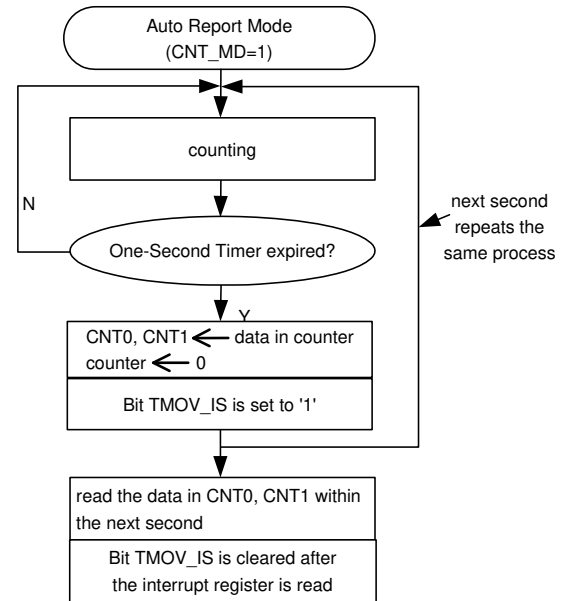 Auto Report Mode
(CNT_MD=1)
counting
N
next second
repeats the
same process
One-Second Timer expired?
Y
CNT0, CNT1 ← data in counter
counter ← 0
Bit TMOV_IS is set to '1'
read the data in CNT0, CNT1 within
the next second
Bit TMOV_IS is cleared after
the interrupt register is read